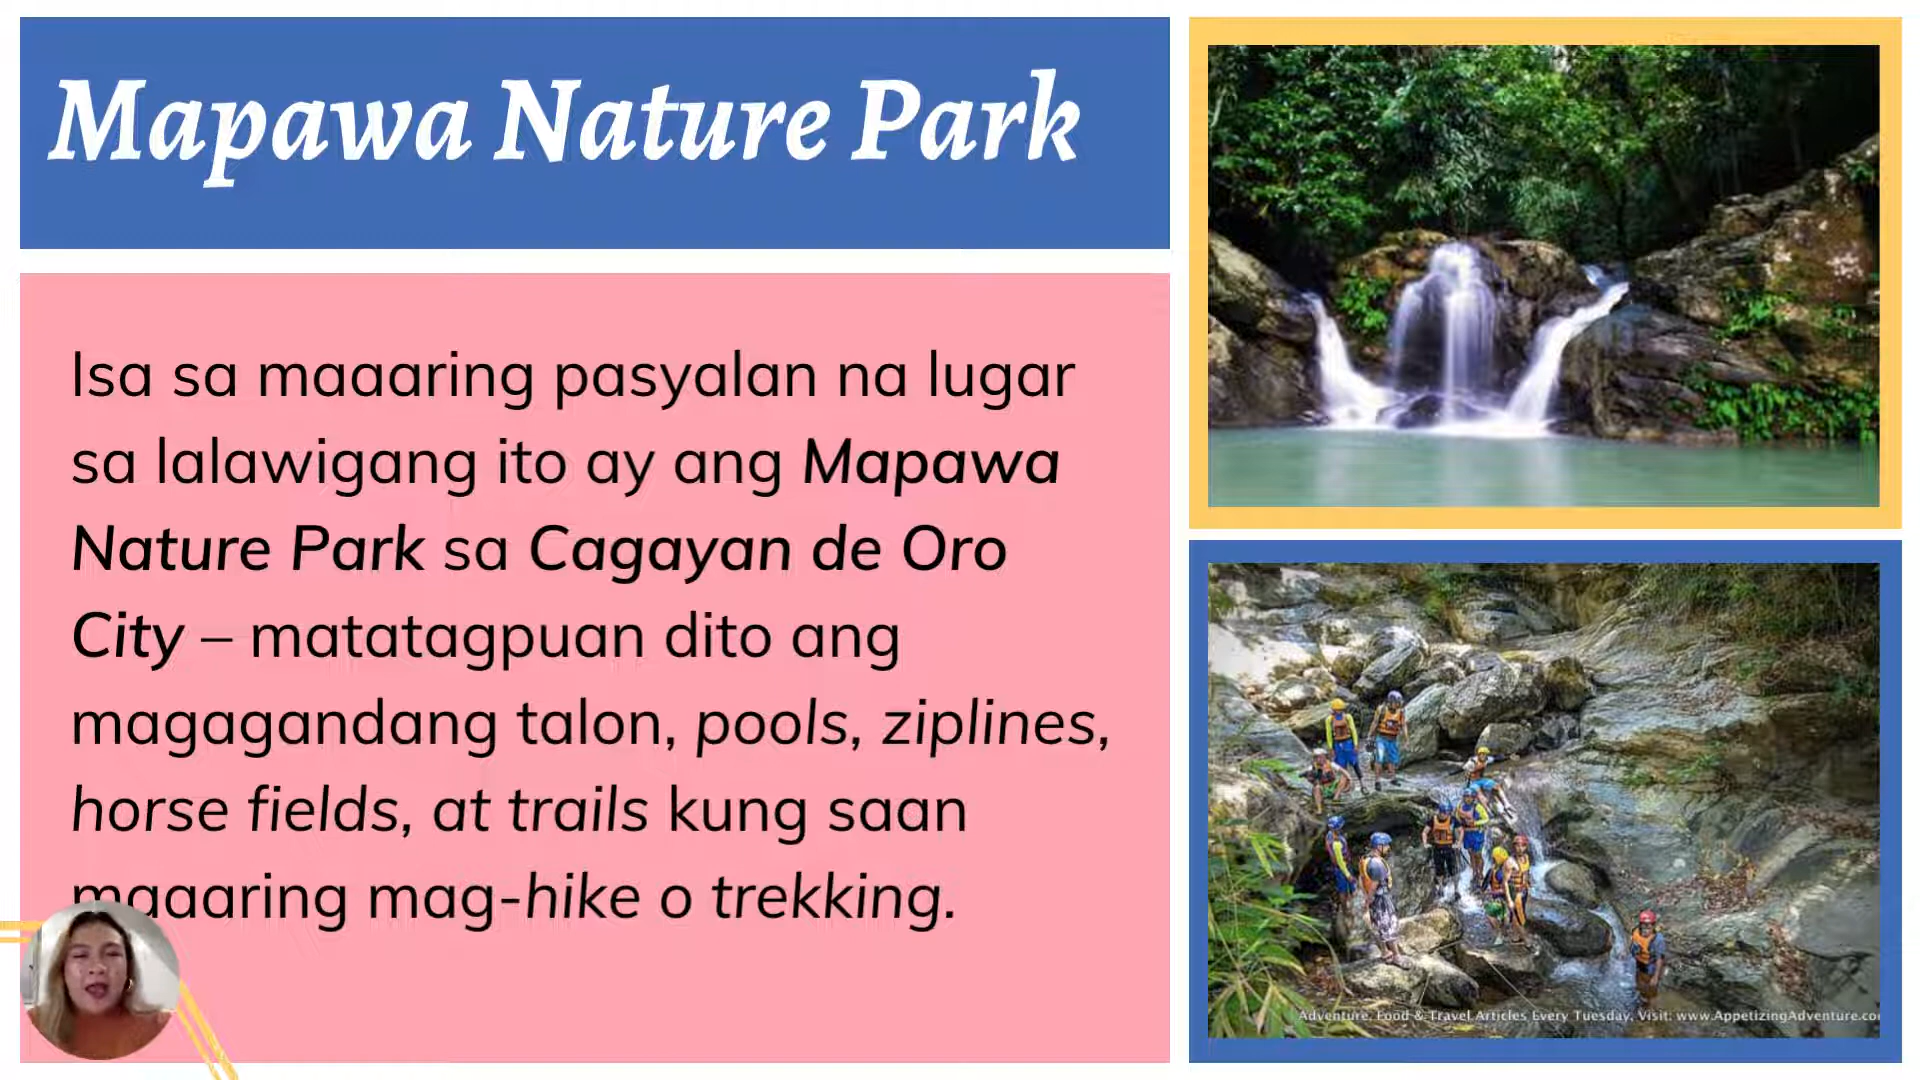 Mapawa Nature Park
Isa sa maaaring pasyalan na lugar
sa lalawigang ito ay ang Mapawa
Nature Park sa Cagayan de Oro
City – matatagpuan dito ang
magagandang talon, pools, ziplines,
horse fields, at trails kung saan
maaaring mag-hike o trekking.
Adventure, Food & Travel Articles Every Tuesday, Visit: www.AppetizingAdventure.co